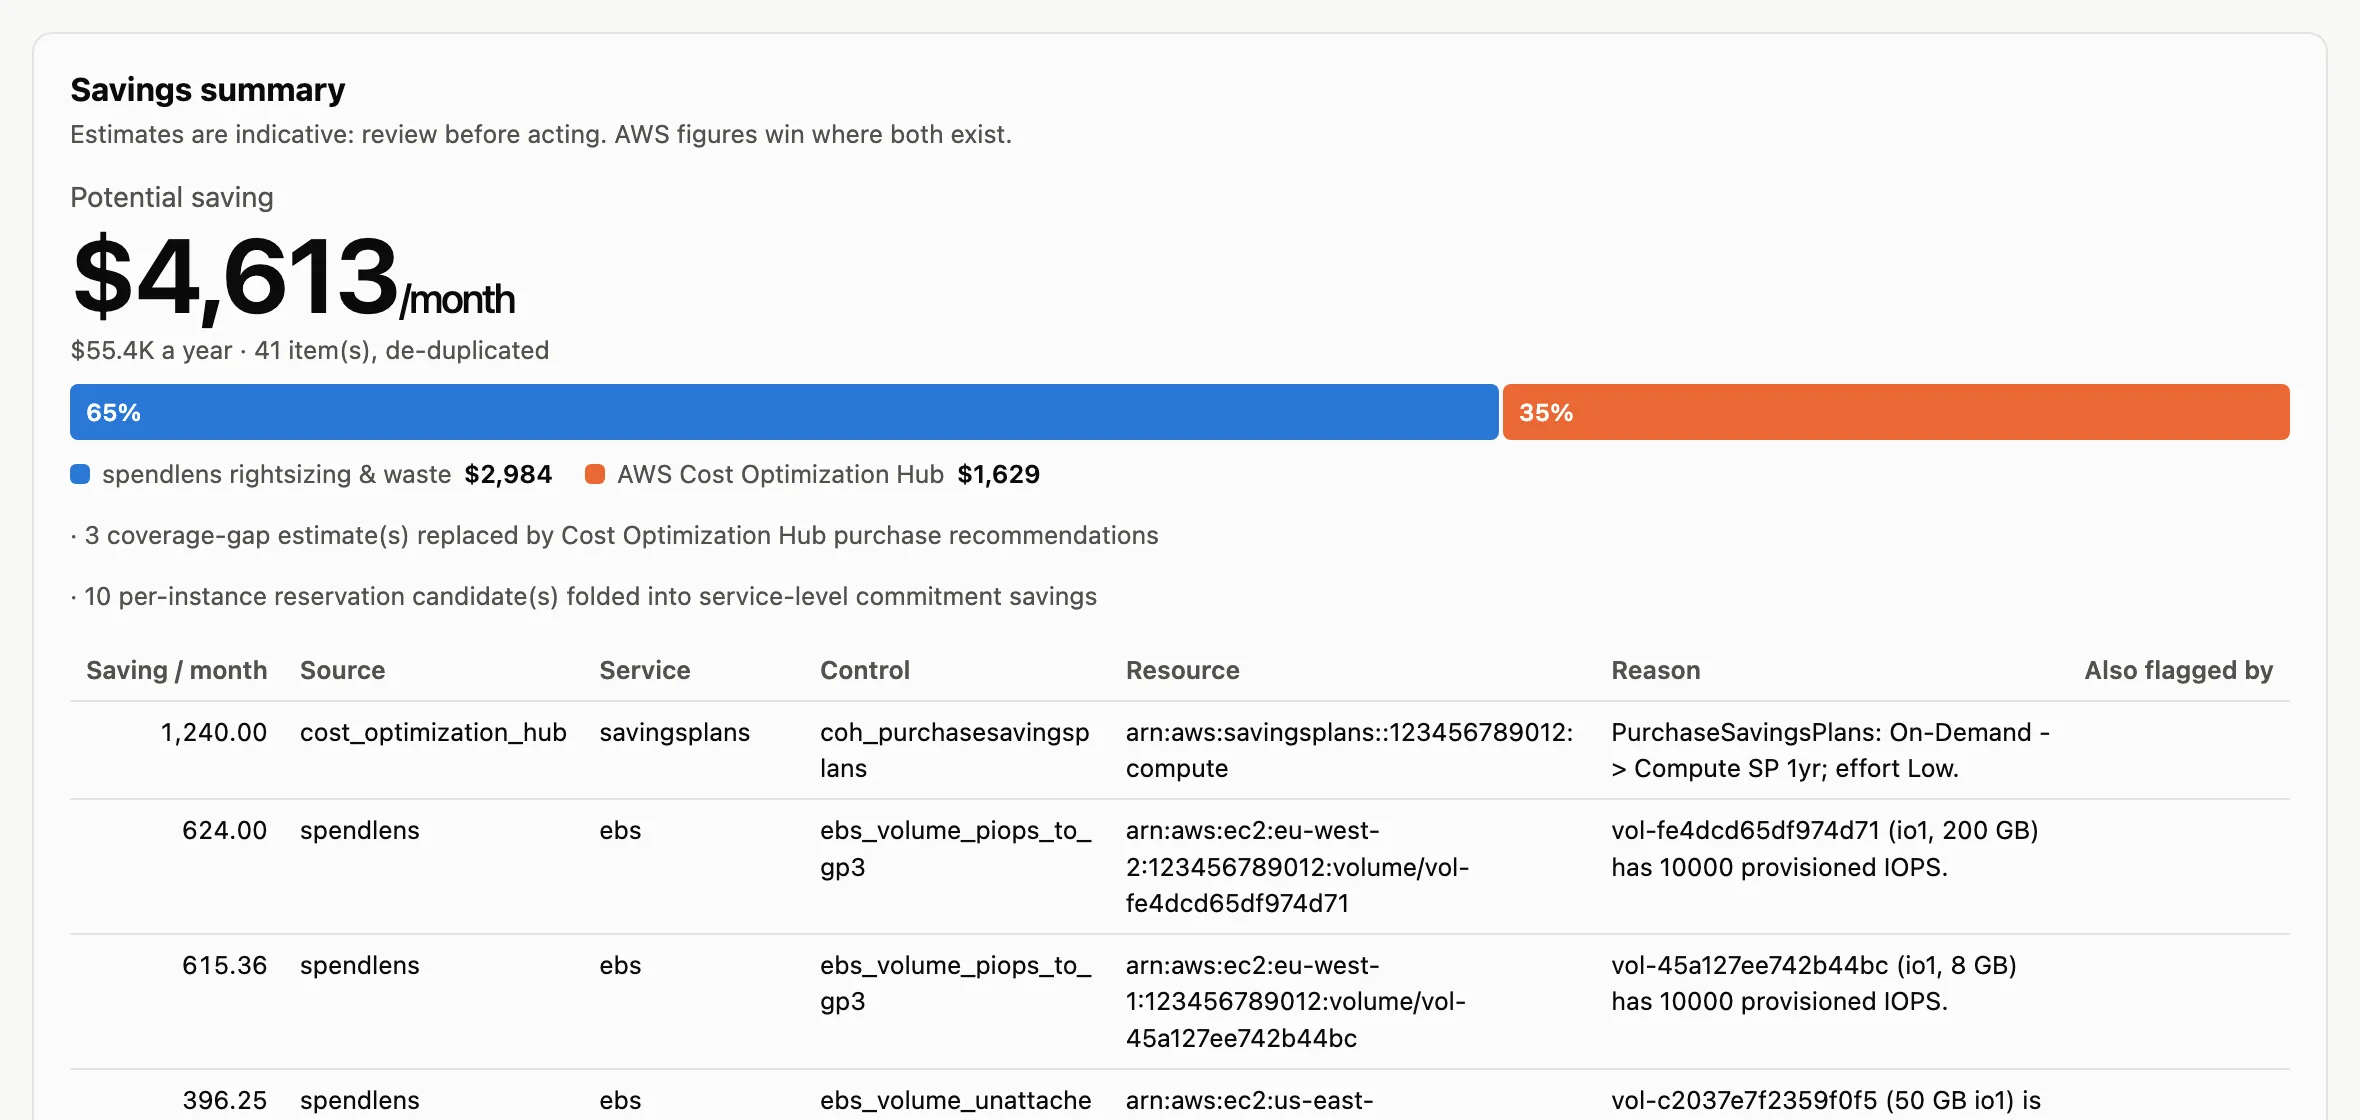 Savings summary
Estimates are indicative: review before acting. AWS figures win where both exist.
Potential saving
$4,613/month
$55.4K a year · 41 item(s), de-duplicated
65%
35%
spendlens rightsizing & waste $2,984 AWS Cost Optimization Hub $1,629
· 3 coverage-gap estimate(s) replaced by Cost Optimization Hub purchase recommendations
· 10 per-instance reservation candidate(s) folded into service-level commitment savings
Saving / month Source Service Control Resource Reason Also flagged by
1,240.00 cost_optimization_hub savingsplans coh_purchasesavingsp arn:aws:savingsplans::123456789012: PurchaseSavingsPlans: On-Demand -
lans compute > Compute SP 1yr; effort Low.
624.00 spendlens ebs ebs_volume_piops_to_ arn:aws:ec2:eu-west- vol-fe4dcd65df974d71 (io1, 200 GB)
gp3 2:123456789012:volume/vol- has 10000 provisioned IOPS.
fe4dcd65df974d71
615.36 spendlens ebs ebs_volume_piops_to_ arn:aws:ec2:eu-west- vol-45a127ee742b44bc (io1, 8 GB)
gp3 1:123456789012:volume/vol- has 10000 provisioned IOPS.
45a127ee742b44bc
396.25 spendlens ebs ebs_volume_unattache arn:aws:ec2:us-east- vol-c2037e7f2359f0f5 (50 GB io1) is